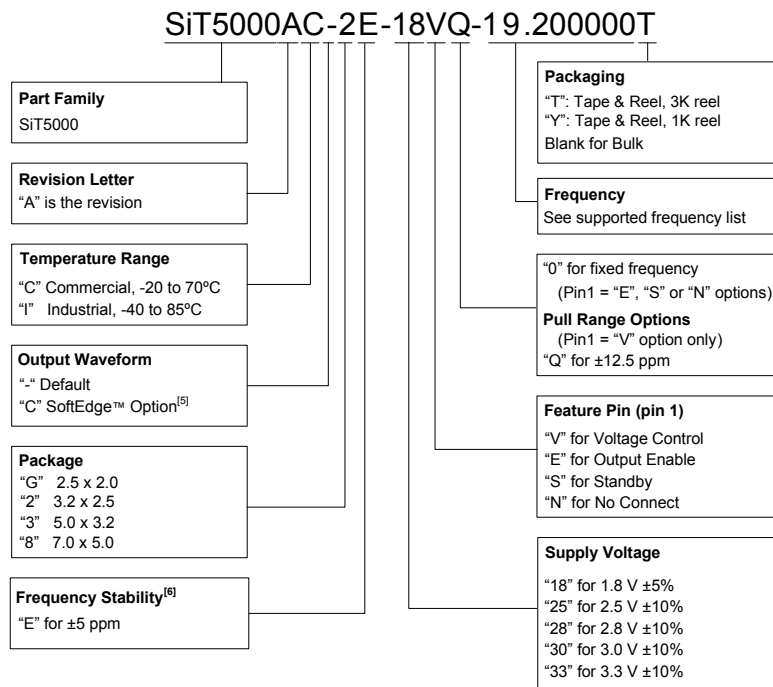 SiT5000AC-2E-18VQ-19.200000T
Part Family
SiT5000
Revision Letter
“A” is the revision
Temperature Range
“C” Commercial, -20 to 70ºC
“I” Industrial, -40 to 85ºC
Output Waveform
“-“ Default
“C” SoftEdge™ Option[5]
Package
“G” 2.5 x 2.0
“2” 3.2 x 2.5
“3” 5.0 x 3.2
“8” 7.0 x 5.0
Frequency Stability[6]
“E” for ±5 ppm
Packaging
“T”: Tape & Reel, 3K reel
“Y”: Tape & Reel, 1K reel
Blank for Bulk
Frequency
See supported frequency list
“0” for fixed frequency
(Pin1 = “E”, “S” or “N” options)
Pull Range Options
(Pin1 = “V” option only)
“Q” for ±12.5 ppm
Feature Pin (pin 1)
“V” for Voltage Control
“E” for Output Enable
“S” for Standby
“N” for No Connect
Supply Voltage
“18” for 1.8 V ±5%
“25” for 2.5 V ±10%
“28” for 2.8 V ±10%
“30” for 3.0 V ±10%
“33” for 3.3 V ±10%